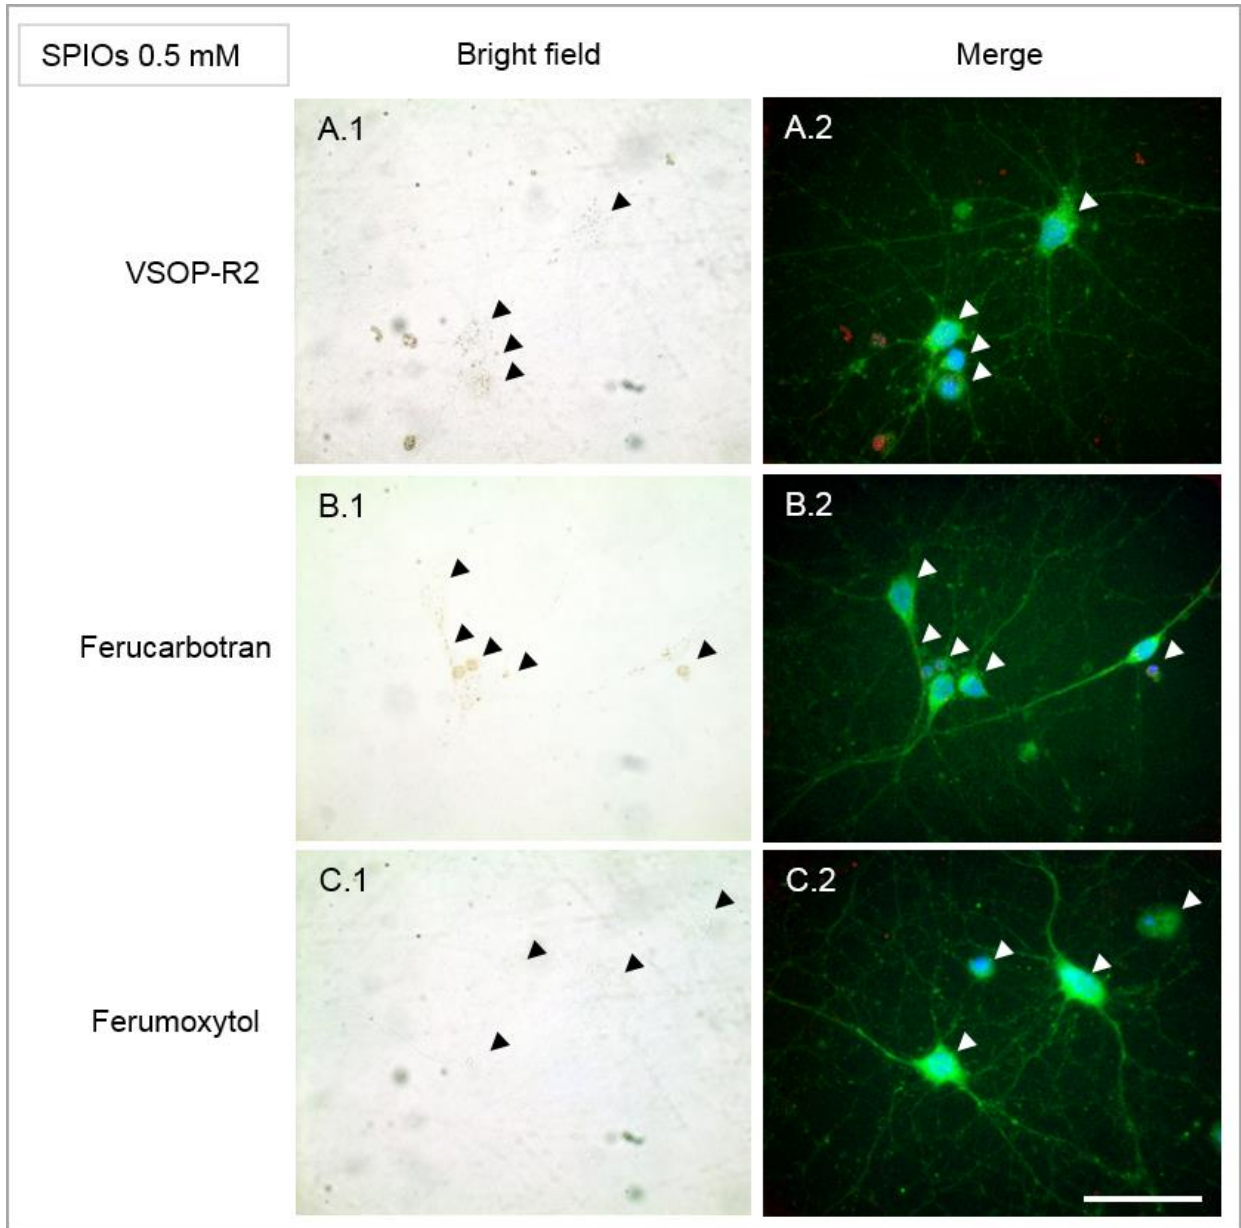 SPIOs 0.5 mM
Bright field
Merge
A.1
A.2
VSOP-R2
B.1
B.2
Ferucarbotran
C.1
C.2
Ferumoxytol